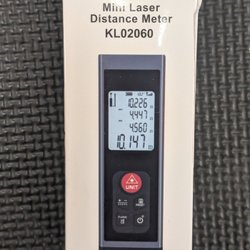 Mini Laser
Distance Meter
KL02060
10.226
4.447
4.560
10.147
UNIT